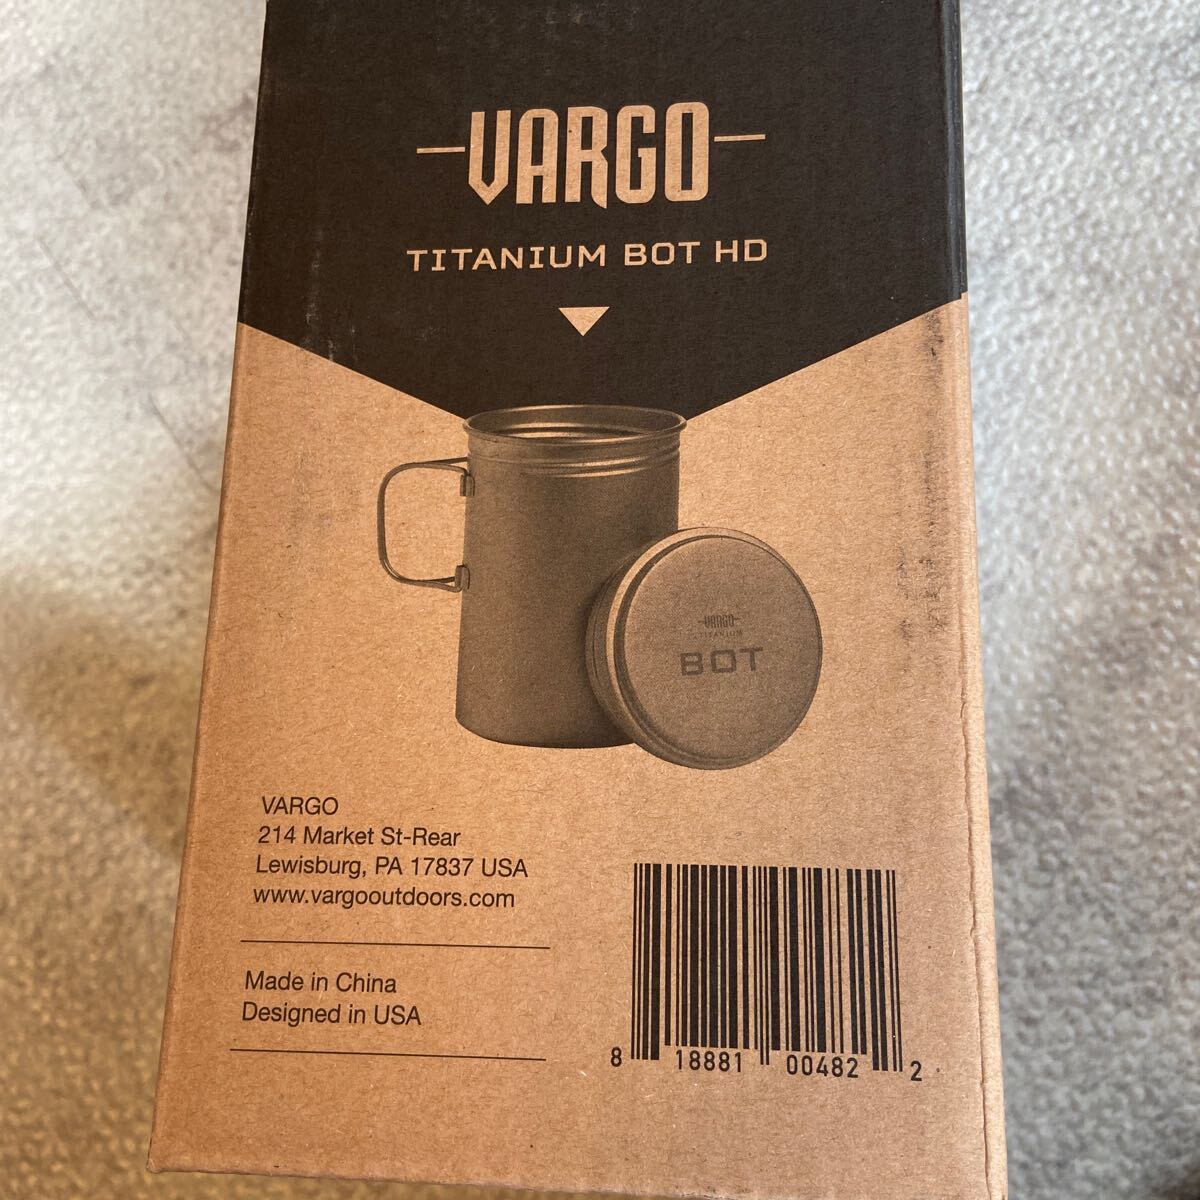 VARGO
TITANIUM BOT HD
VARGO
TITANIUM
BOT
VARGO
214 Market St-Rear
Lewisburg, PA 17837 USA
www.vargooutdoors.com
Made in China
Designed in USA
8 18881 00482 2